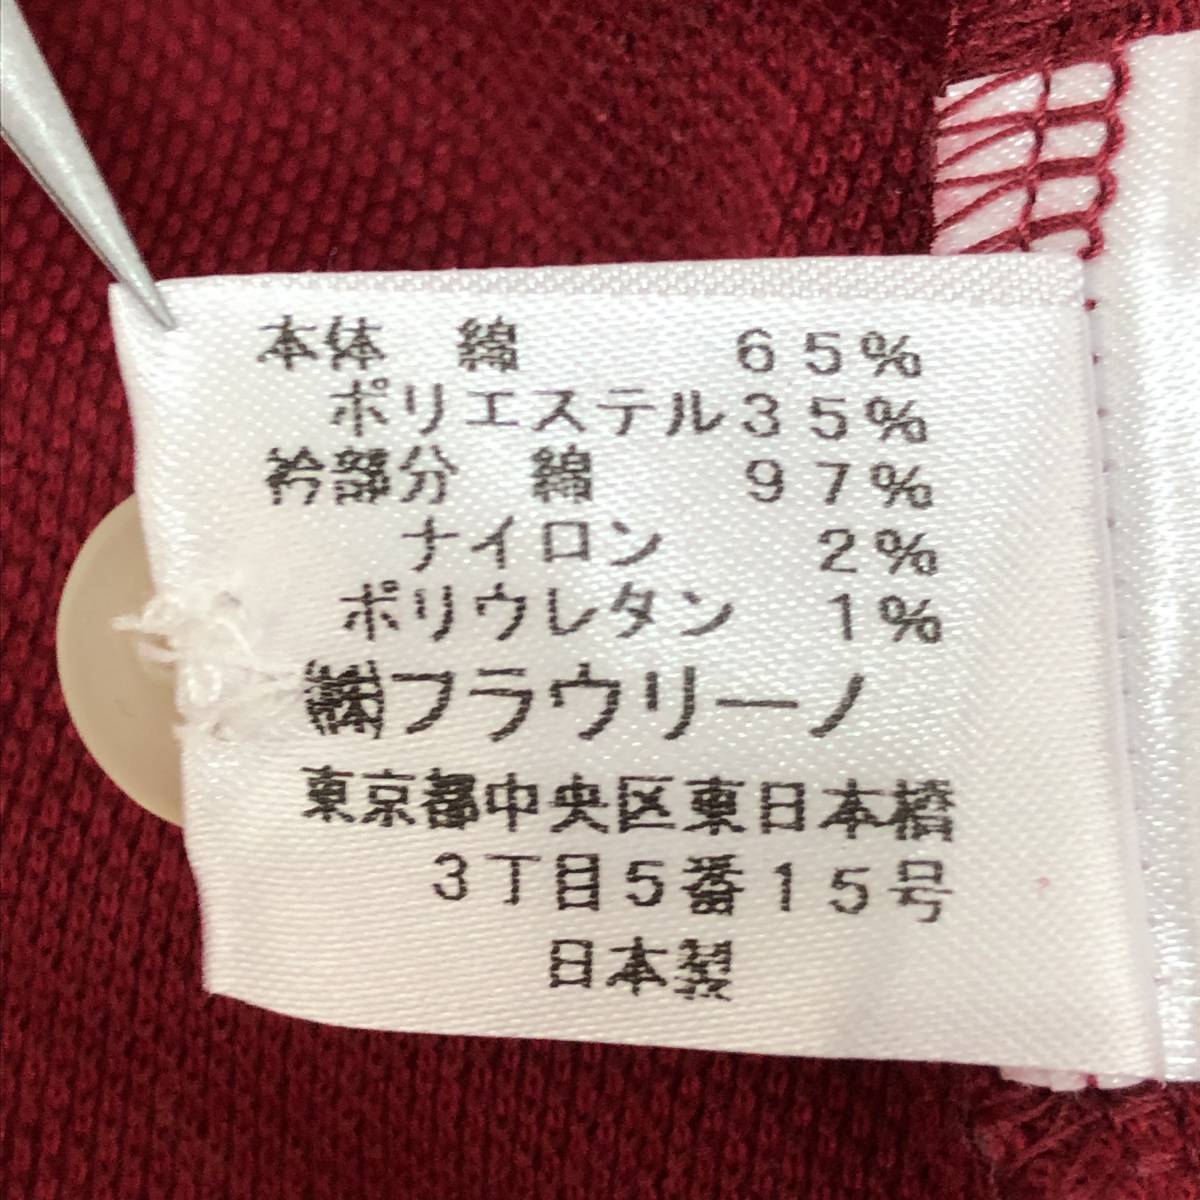 本体 綿 65%
ポリエステル35%
衿部分 綿 97%
ナイロン 2%
ポリウレタン 1%
㈱フラウリーノ
東京都中央区東日本橋
3丁目5番15号
日本製